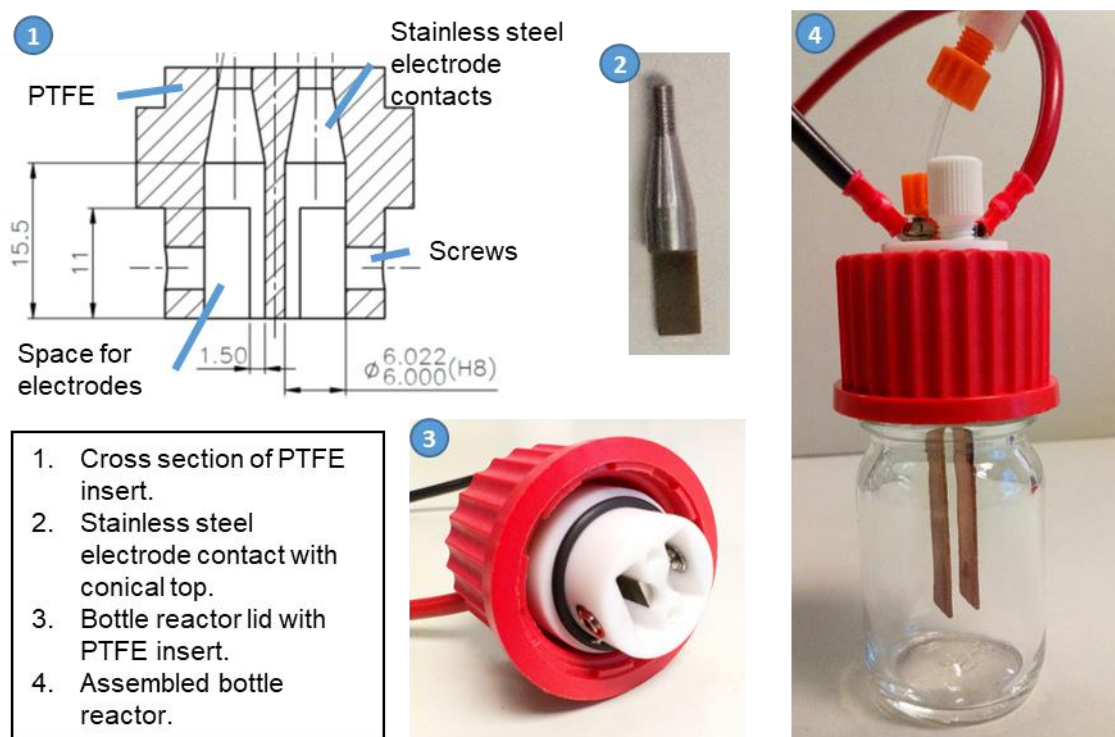 1
PTFE
Stainless steel
electrode
contacts
15.5
11
Screws
Space for
electrodes
1.50
Ø 6.022
6.000 (H8)
2
4
3
1. Cross section of PTFE
insert.
2. Stainless steel
electrode contact with
conical top.
3. Bottle reactor lid with
PTFE insert.
4. Assembled bottle
reactor.